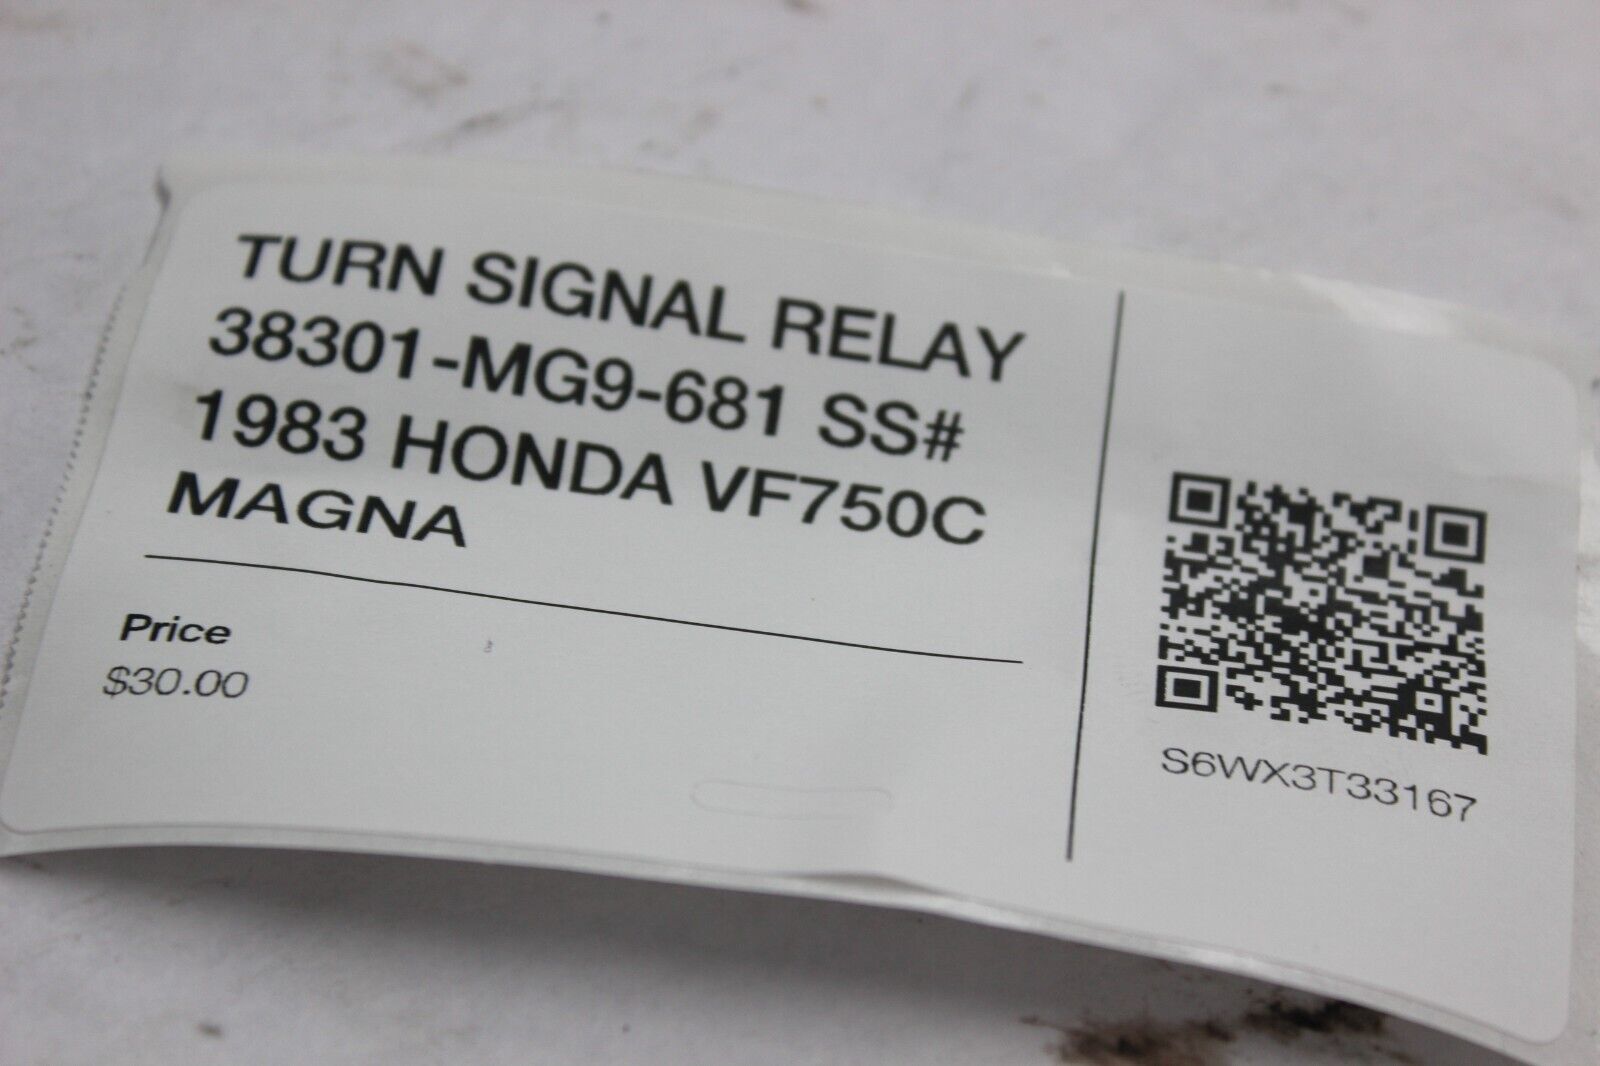 TURN SIGNAL RELAY
38301-MG9-681 SS#
1983 HONDA VF750C
MAGNA
Price
$30.00
S6WX3T33167